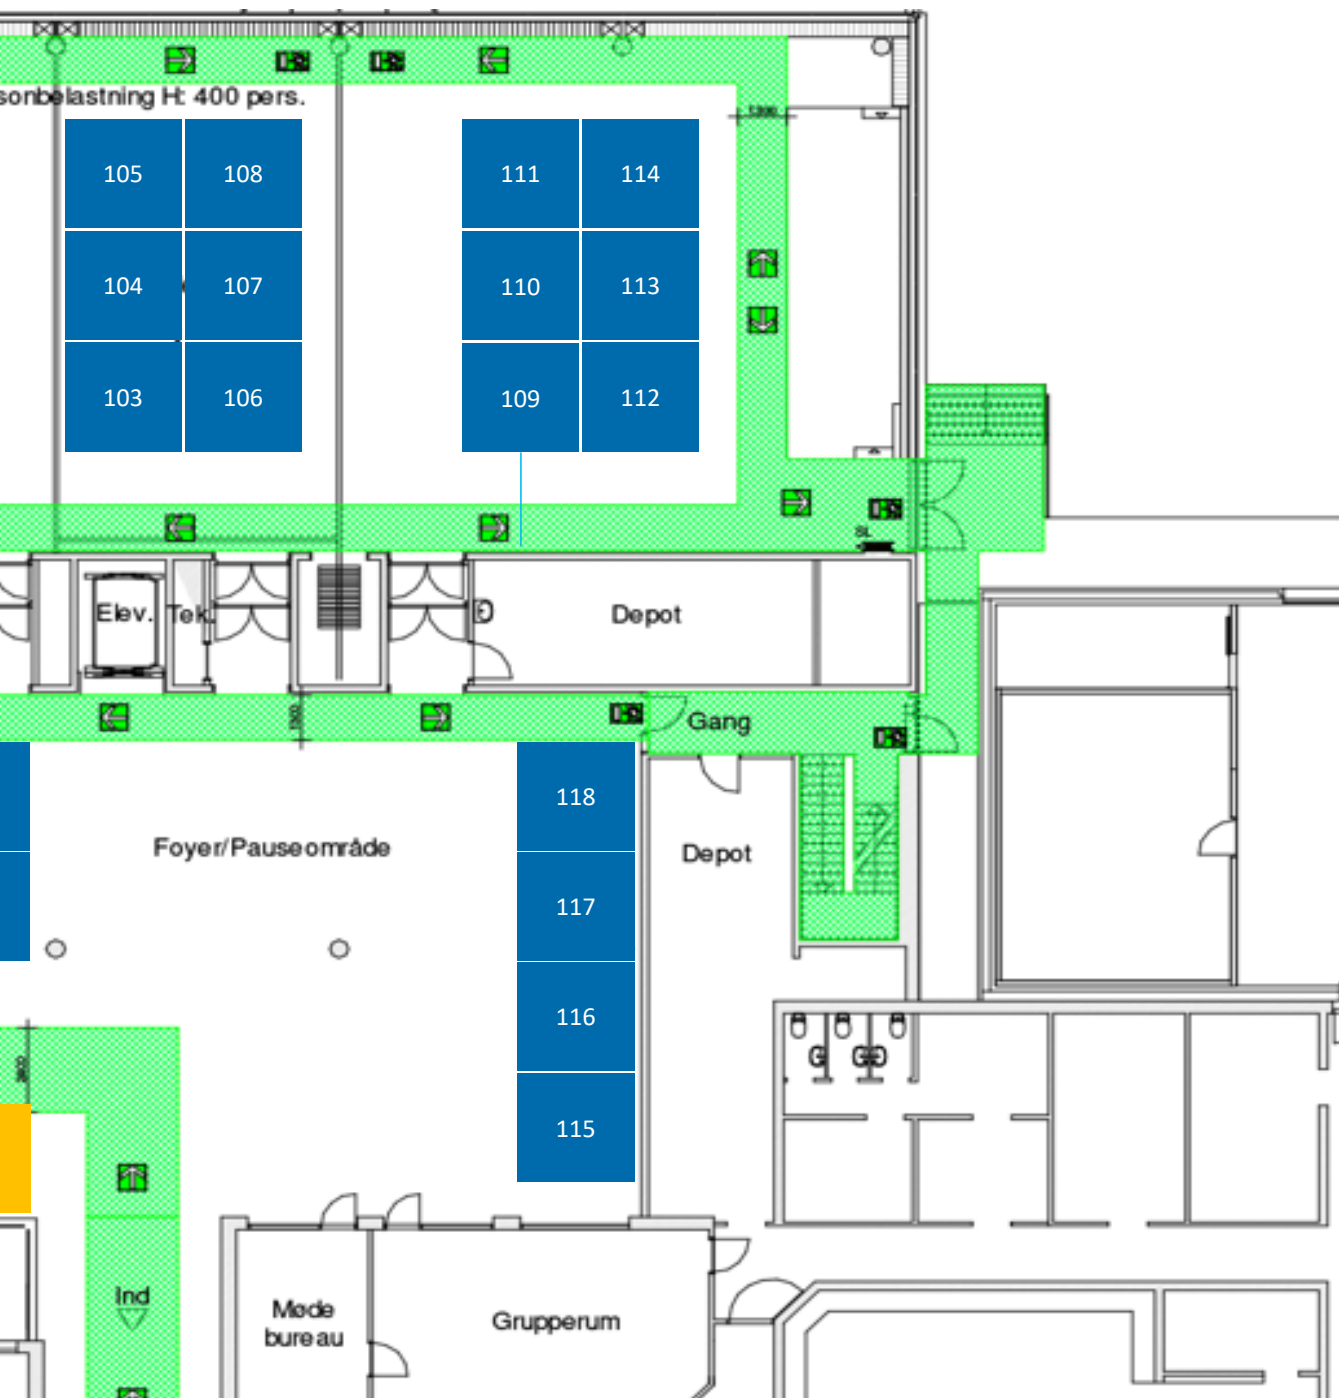 sonbelastning H: 400 pers.
1300
105 108 111 114
104 107 110 113
103 106 109 112
Elev. Tek. Depot
Gang
118
Foyer/Pauseområde
Depot
117
116
115
Ind
Møde
bureau
Grupperum